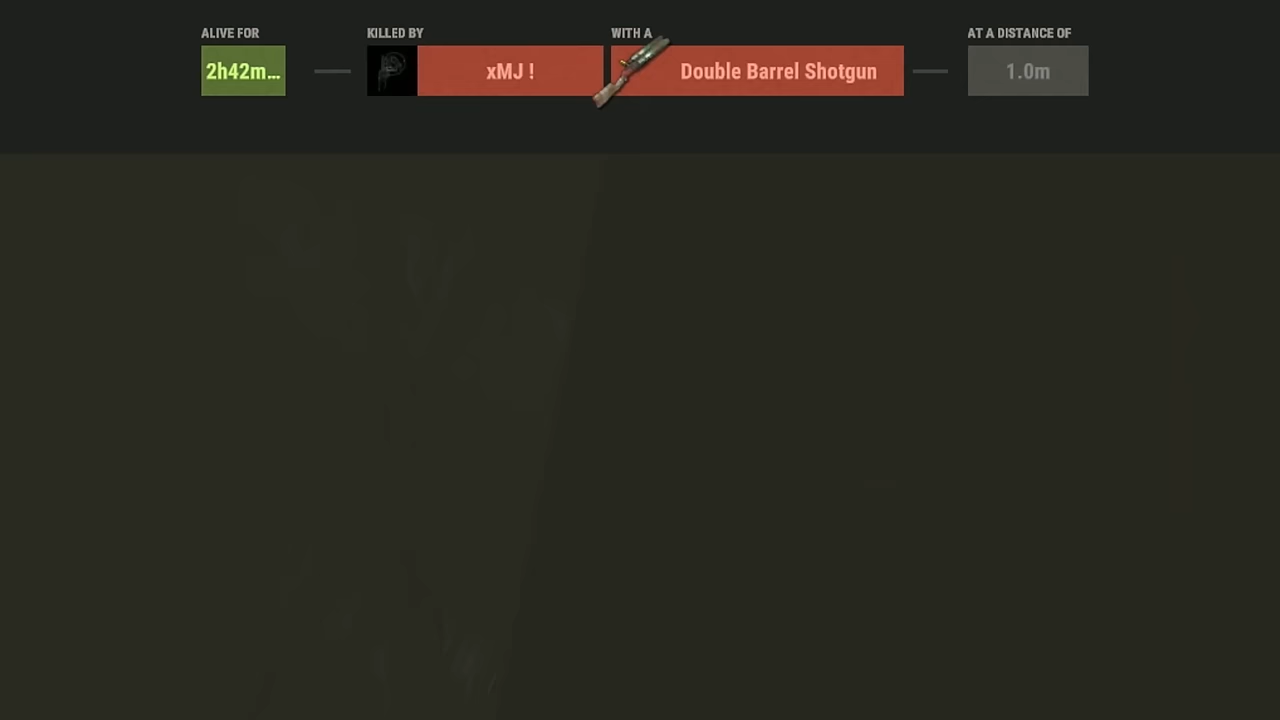 ALIVE FOR
2h42m...
KILLED BY
xMJ !
WITH A
Double Barrel Shotgun
AT A DISTANCE OF
1.0m